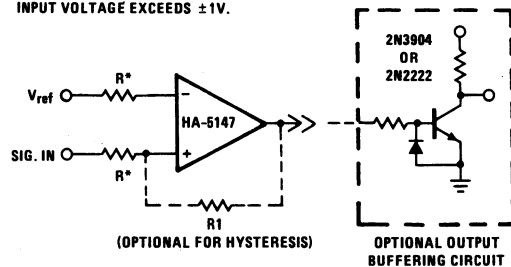 INPUT VOLTAGE EXCEEDS ±1V.
2N3904
OR
2N2222
Vref
R*
−
HA-5147
SIG. IN
+
R*
R1
(OPTIONAL FOR HYSTERESIS)
OPTIONAL OUTPUT
BUFFERING CIRCUIT